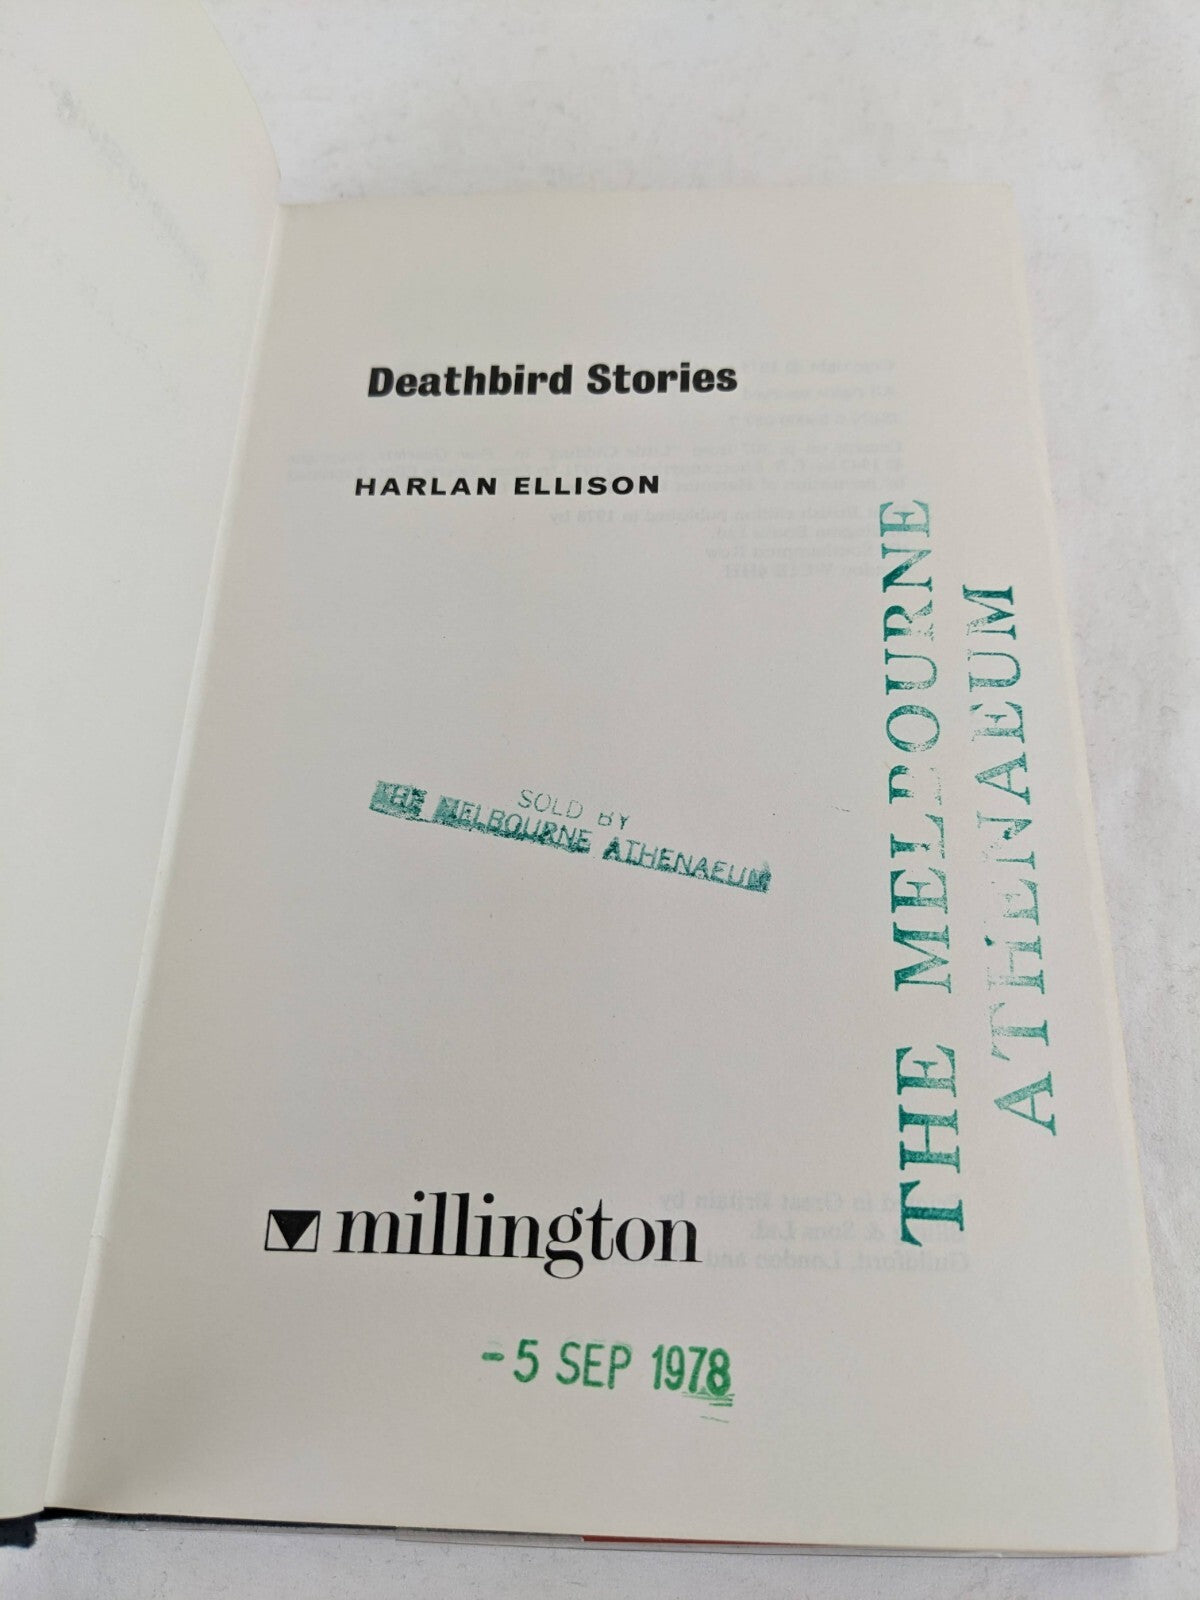 Deathbird Stories
HARLAN ELLISON
SOLD BY
THE MELBOURNE ATHENAEUM
THE MELBOURNE
ATHENAEUM
millington
-5 SEP 1978